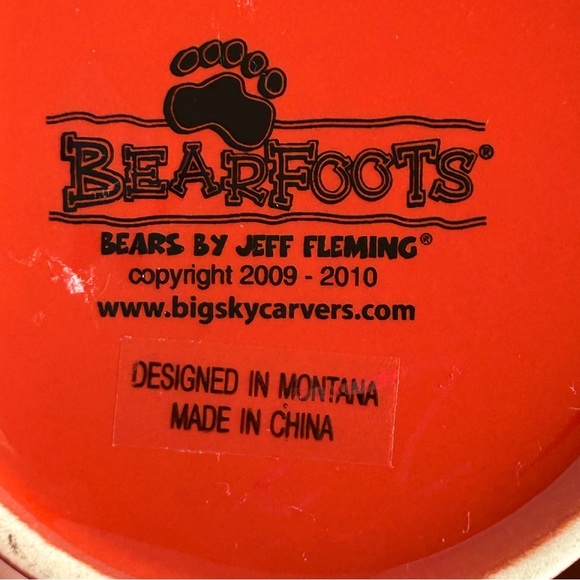 BEARFOOTS®
BEARS BY JEFF FLEMING®
copyright 2009 - 2010
www.bigskycarvers.com
DESIGNED IN MONTANA
MADE IN CHINA